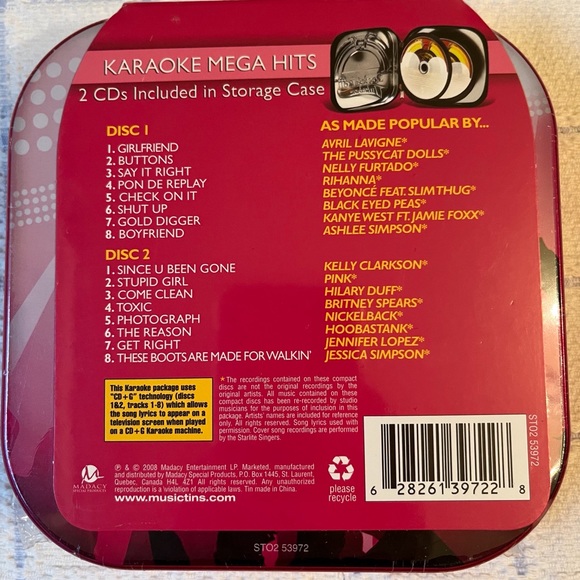 KARAOKE MEGA HITS
2 CDs Included in Storage Case
DISC 1
AS MADE POPULAR BY...
1. GIRLFRIEND
AVRIL LAVIGNE*
2. BUTTONS
THE PUSSYCAT DOLLS*
3. SAY IT RIGHT
NELLY FURTADO*
4. PON DE REPLAY
RIHANNA*
5. CHECK ON IT
BEYONCÉ FEAT. SLIM THUG*
6. SHUT UP
BLACK EYED PEAS*
7. GOLD DIGGER
KANYE WEST FT. JAMIE FOXX*
8. BOYFRIEND
ASHLEE SIMPSON*
DISC 2
1. SINCE U BEEN GONE
KELLY CLARKSON*
2. STUPID GIRL
PINK*
3. COME CLEAN
HILARY DUFF*
4. TOXIC
BRITNEY SPEARS*
5. PHOTOGRAPH
NICKELBACK*
6. THE REASON
HOOBASTANK*
7. GET RIGHT
JENNIFER LOPEZ*
8. THESE BOOTS ARE MADE FOR WALKIN'
JESSICA SIMPSON*
This Karaoke package uses
"CD+G" technology (discs
1&2, tracks 1-8) which allows
the song lyrics to appear on a
television screen when played
on a CD+G Karaoke machine.
* The recordings contained on these compact
discs are not the original recordings by the
original artists. All music contained on these
compact discs has been re-recorded by studio
musicians for the purposes of inclusion in this
package. Artists' names are included for reference
only. All rights reserved. Song lyrics used with
permission. Cover song recordings are performed
by the Starlite Singers.
MADACY
SPECIAL PRODUCTS
℗ & © 2008 Madacy Entertainment LP. Marketed, manufactured
and distributed by Madacy Special Products, P.O. Box 1445, St. Laurent,
Quebec, Canada H4L 4Z1 All rights reserved. Any unauthorized
reproduction is a violation of applicable laws. Tin made in China.
www.musictins.com
please
recycle
6 28261 39722 8
STO2 53972
STO2 53972